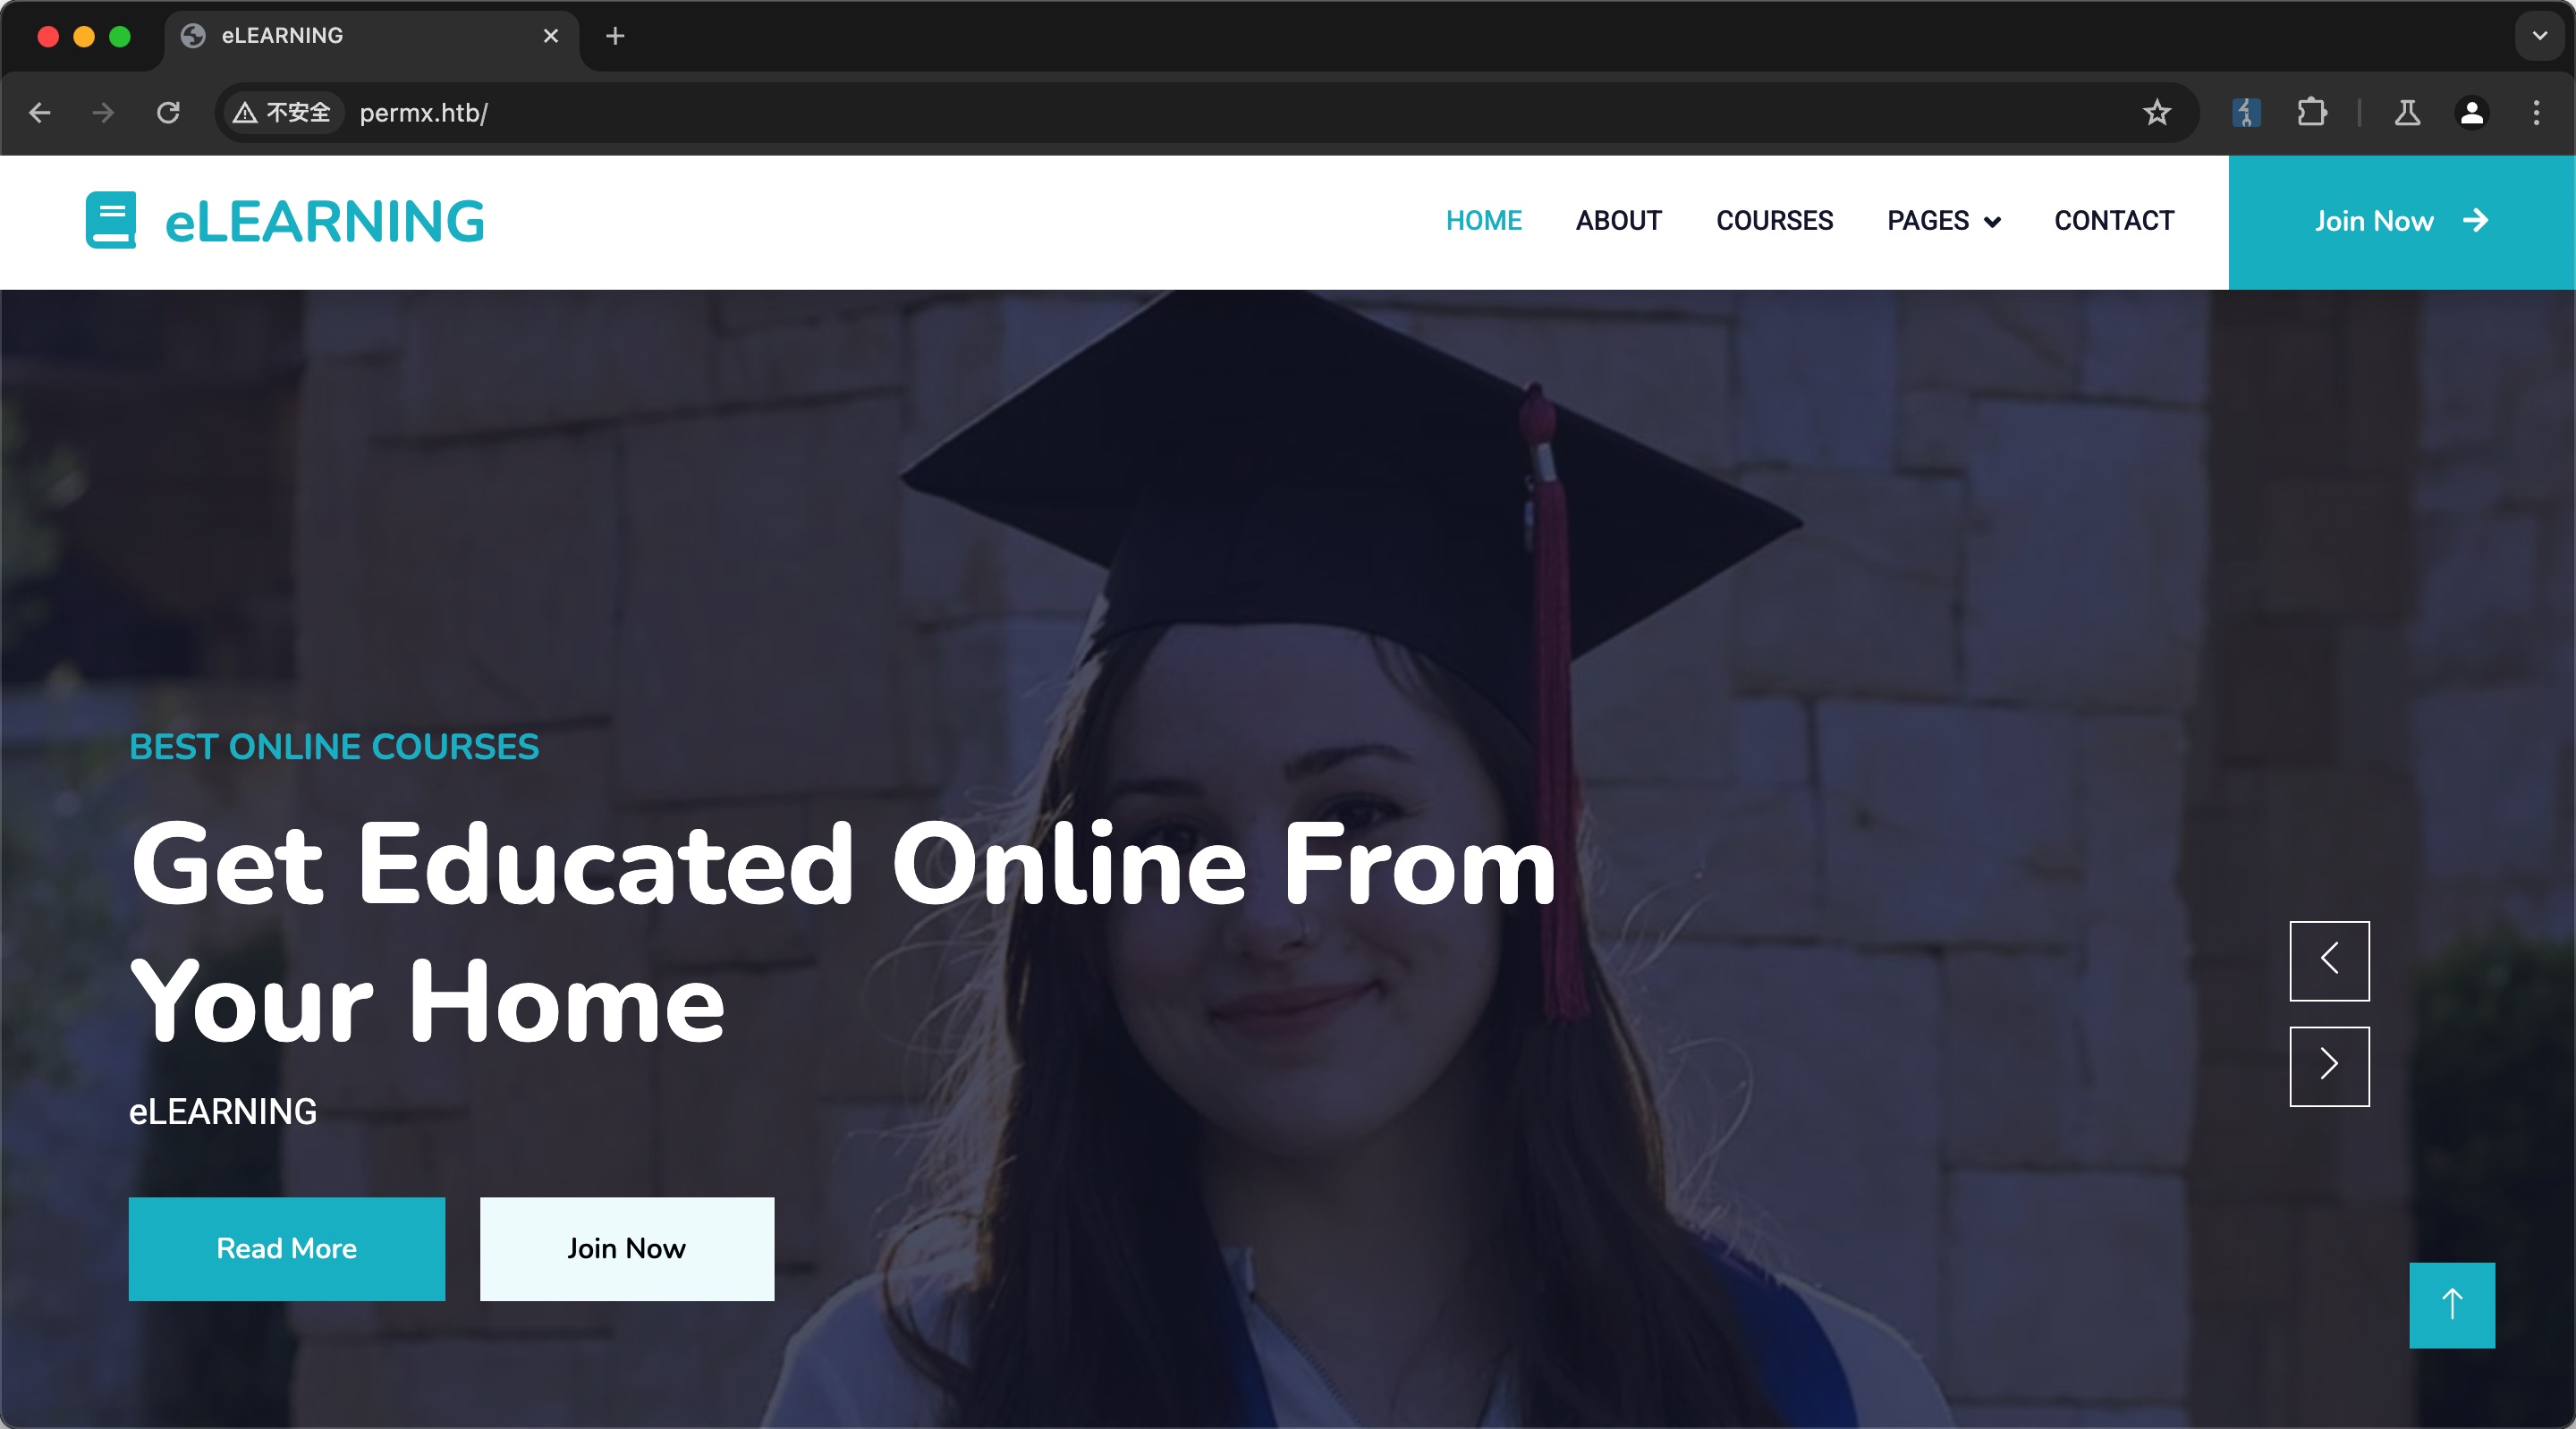 eLEARNING
不安全 permx.htb/
eLEARNING HOME ABOUT COURSES PAGES CONTACT Join Now
BEST ONLINE COURSES
Get Educated Online From
Your Home
eLEARNING
Read More Join Now